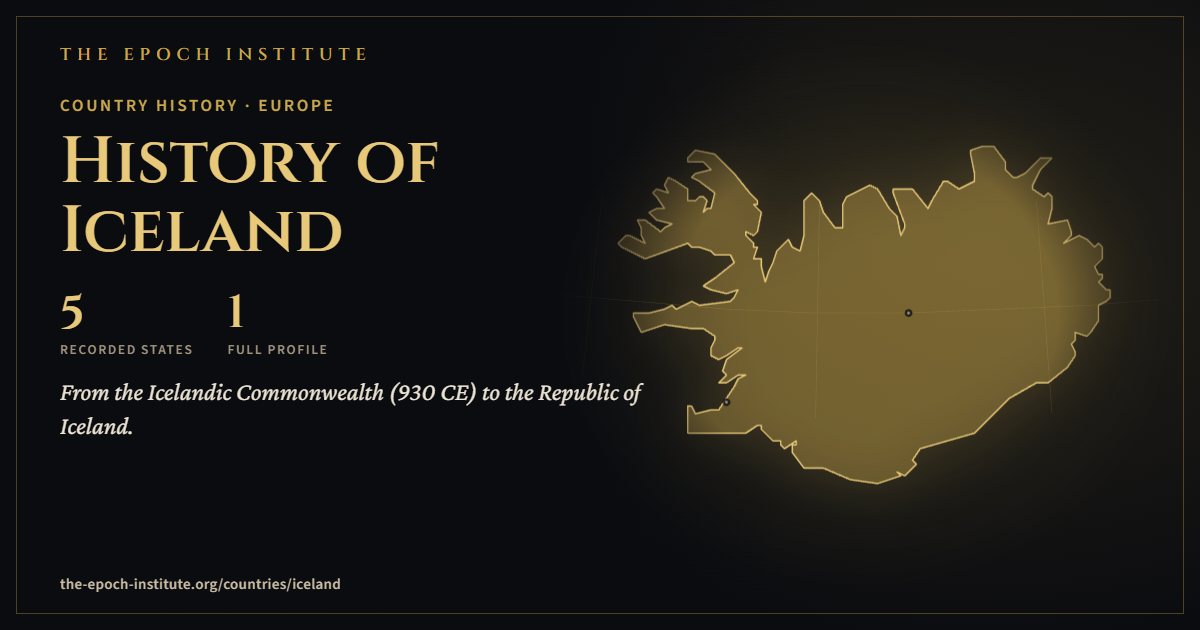 THE EPOCH INSTITUTE
COUNTRY HISTORY · EUROPE
History of
Iceland
5
1
RECORDED STATES
FULL PROFILE
From the Icelandic Commonwealth (930 CE) to the Republic of
Iceland.
the-epoch-institute.org/countries/iceland